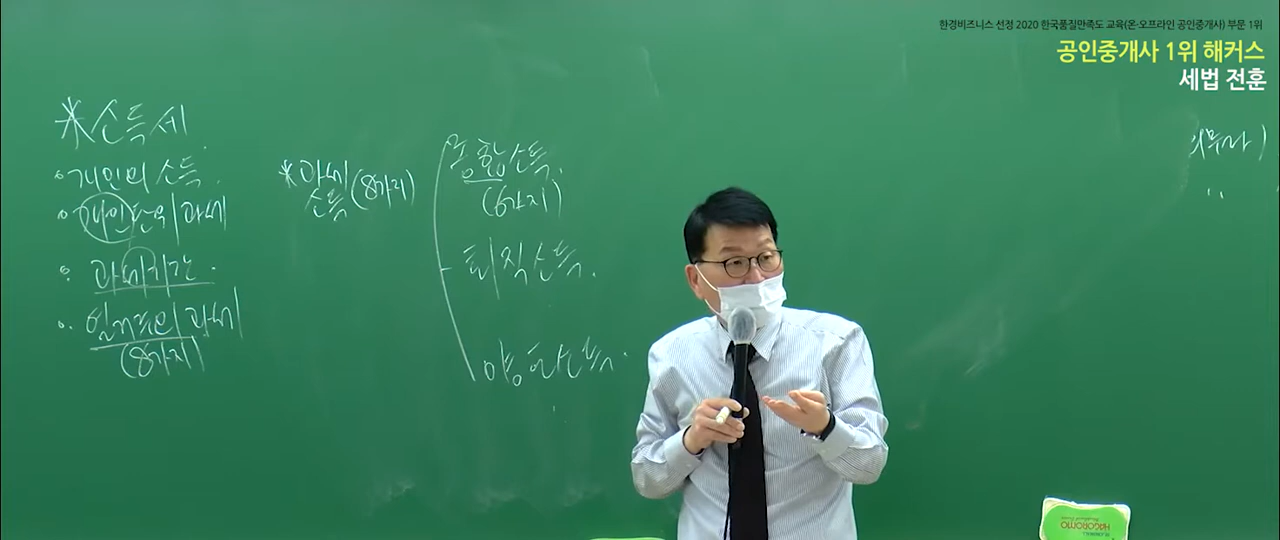 한경비즈니스 선정 2020 한국품질만족도 교육(온·오프라인 공인중개사) 부문 1위
공인중개사 1위 해커스
세법 전훈
*소득세.
개인의 소득.
개인단위과세
과세기간.
열거주의 과세
(8가지)
*과세
소득(8가지)
종합소득.
(6가지)
퇴직소득.
양도소득.
HAGOROMO